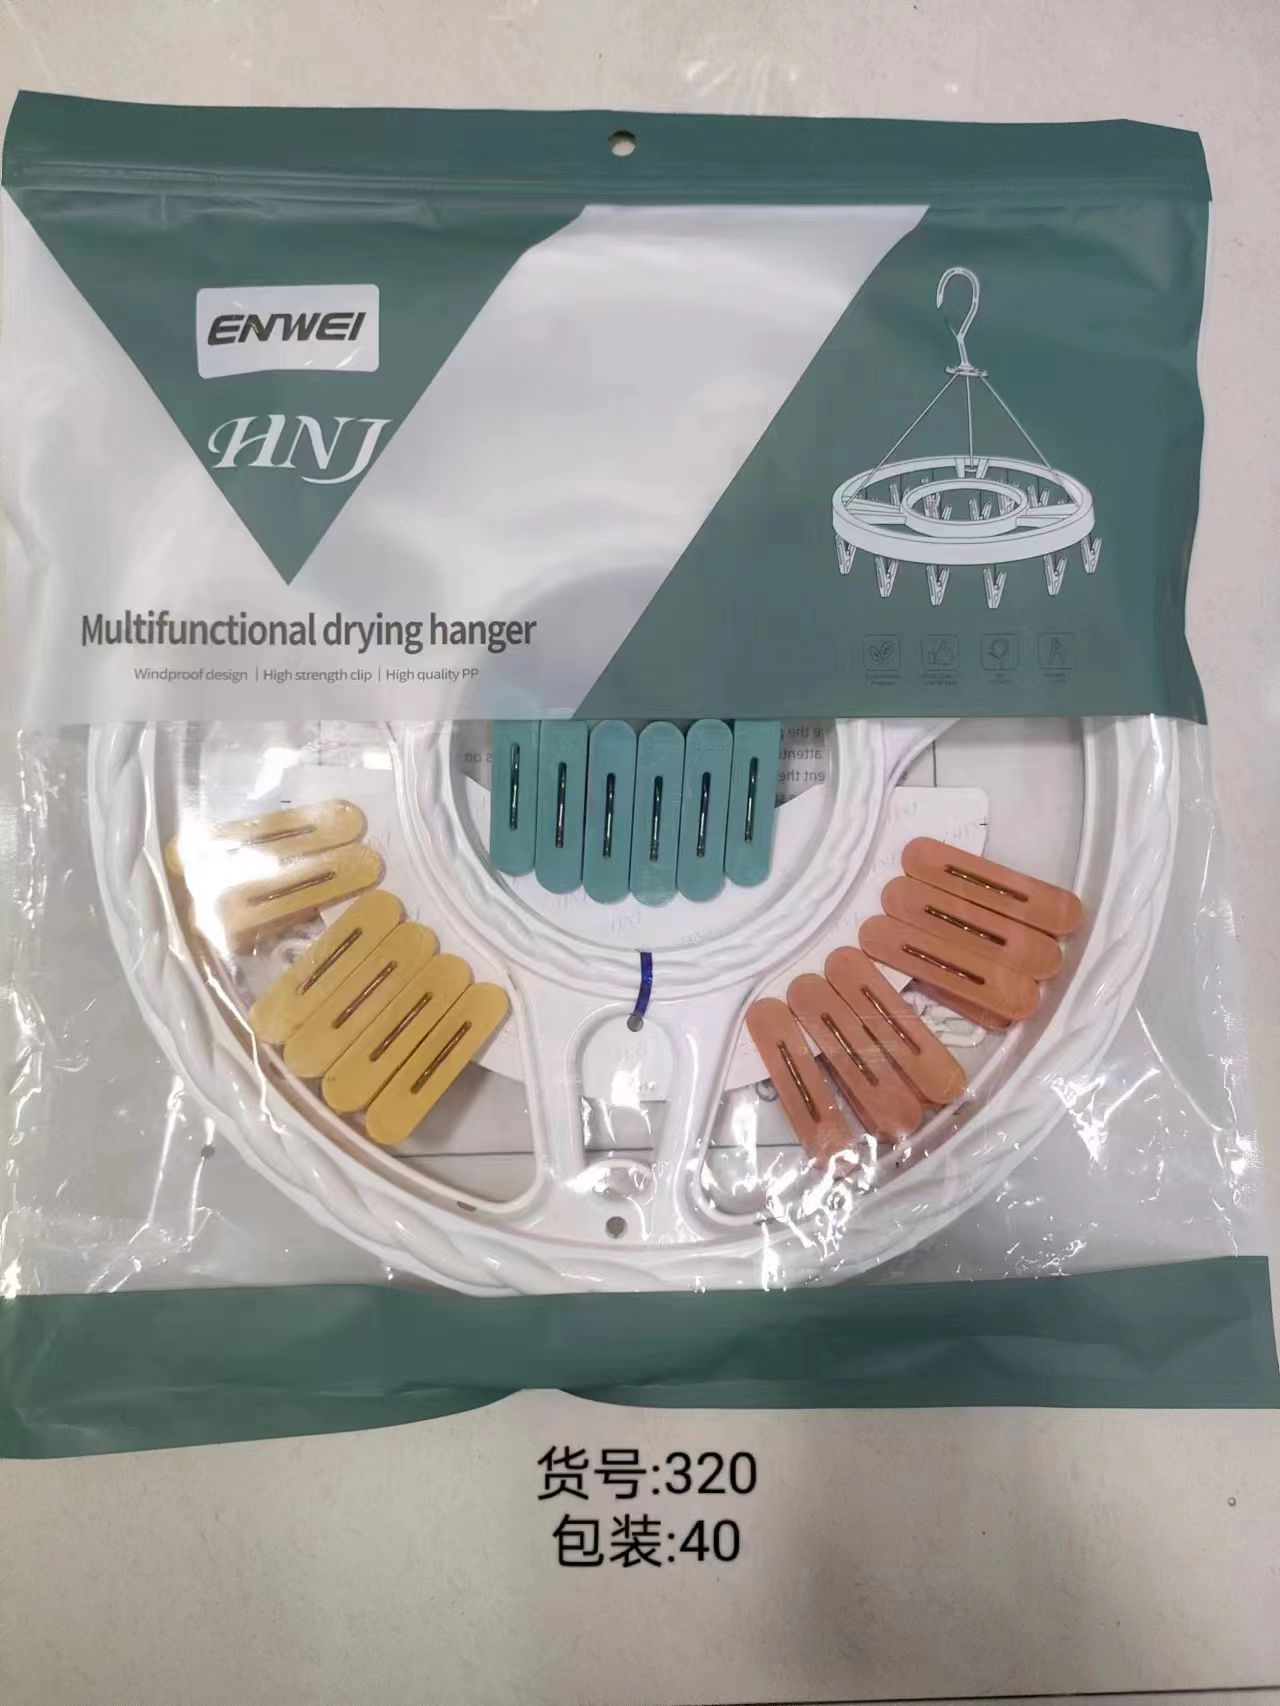 ENWEI
HNJ
Multifunctional drying hanger
Windproof design | High strength clip | High quality PP
货号:320
包装:40